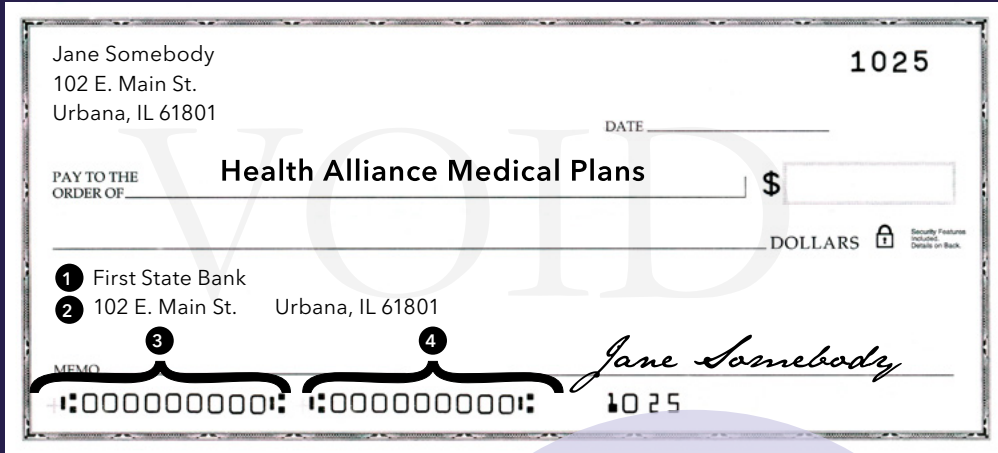 Jane Somebody
102 E. Main St.
Urbana, IL 61801
1025
DATE
VOID
PAY TO THE
ORDER OF
Health Alliance Medical Plans
$
DOLLARS
Security Features
Included.
Details on Back.
1 First State Bank
2 102 E. Main St. Urbana, IL 61801
3 4
MEMO
Jane Somebody
⑆000000000⑆ ⑆000000000⑆ 1025